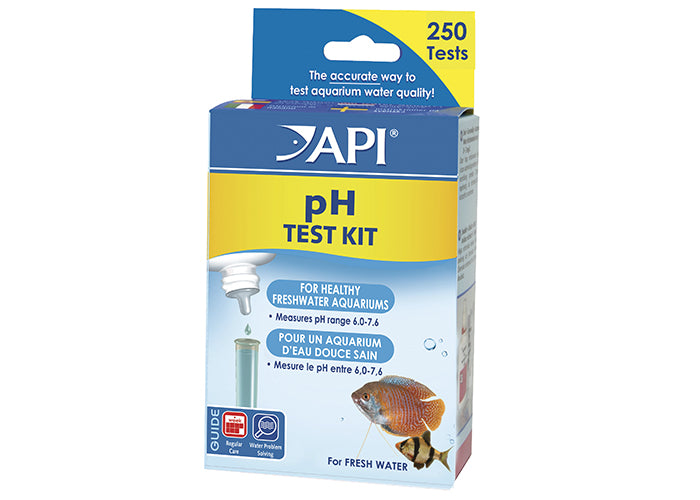 250
Tests
The accurate way to
test aquarium water quality!
API®
pH
TEST KIT
FOR HEALTHY
FRESHWATER AQUARIUMS
• Measures pH range 6.0-7.6
POUR UN AQUARIUM
D'EAU DOUCE SAIN
• Mesure le pH entre 6,0-7,6
GUIDE
Regular
Care
Water Problem
Solving
For FRESH WATER